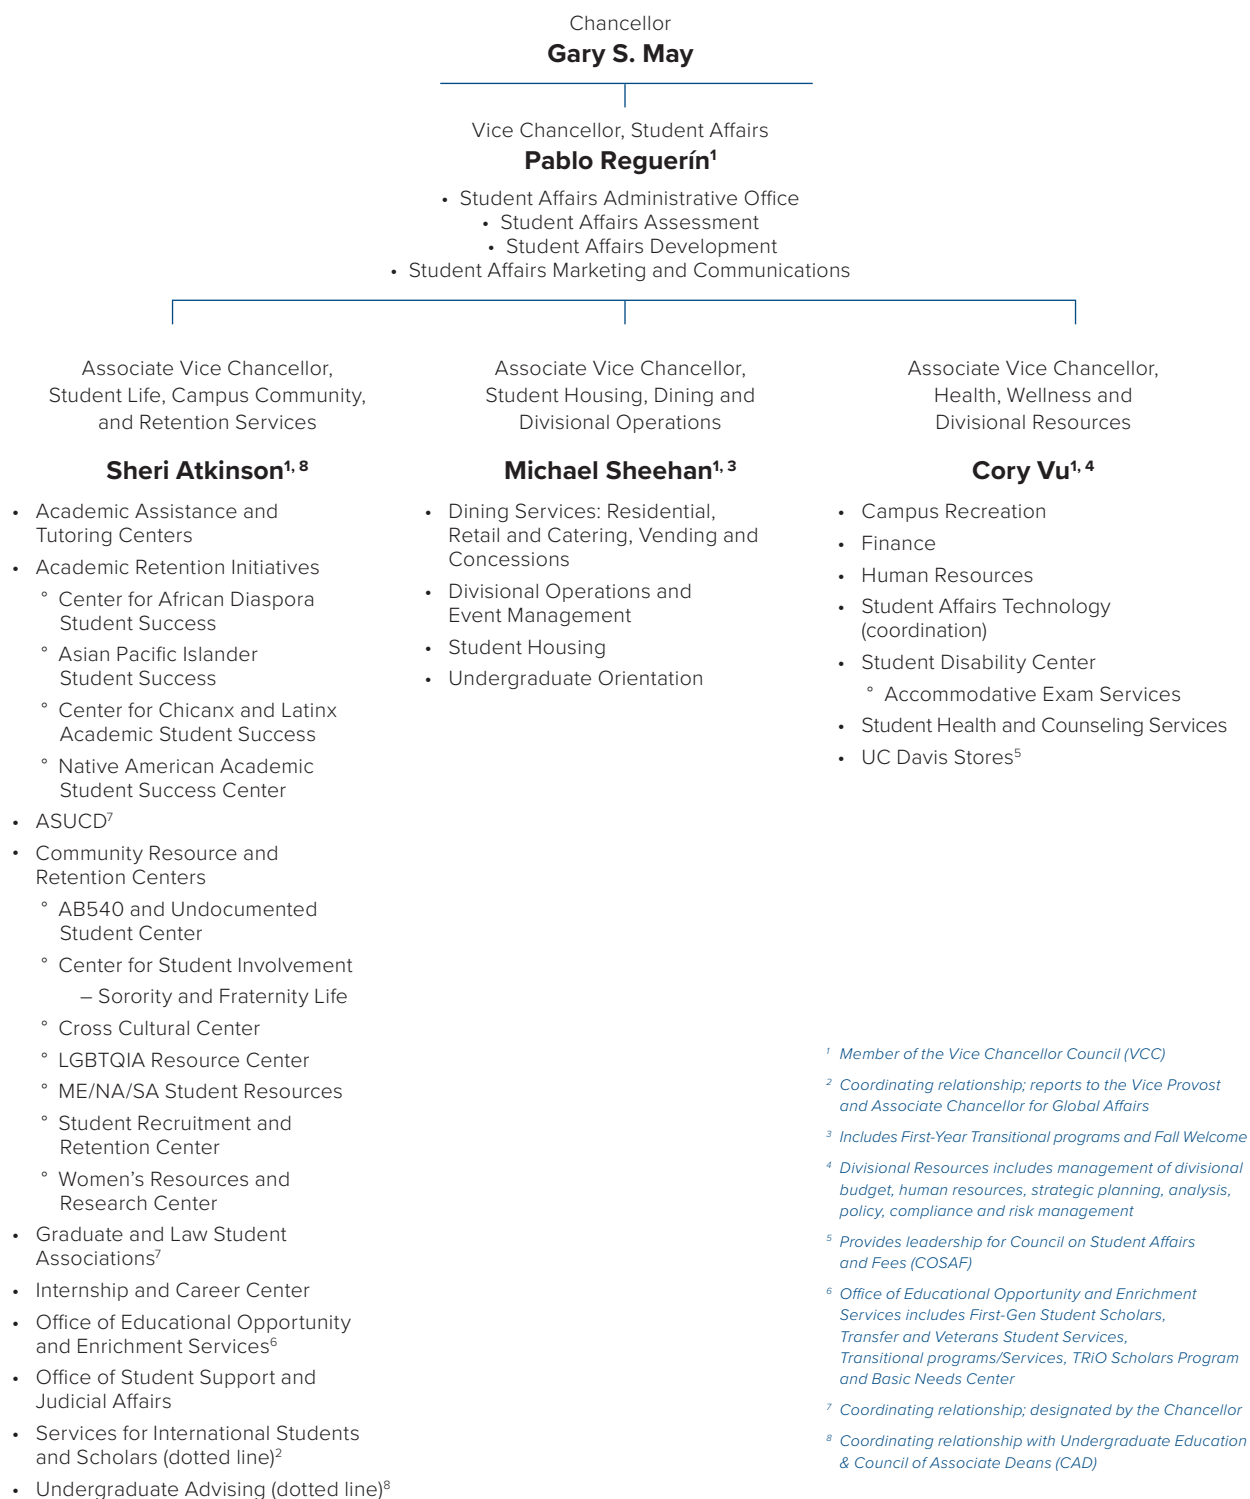 Chancellor
Gary S. May
Vice Chancellor, Student Affairs
Pablo Reguerín¹
• Student Affairs Administrative Office
• Student Affairs Assessment
• Student Affairs Development
• Student Affairs Marketing and Communications
Associate Vice Chancellor,
Student Life, Campus Community,
and Retention Services
Sheri Atkinson¹, ⁸
• Academic Assistance and
Tutoring Centers
• Academic Retention Initiatives
° Center for African Diaspora
Student Success
° Asian Pacific Islander
Student Success
° Center for Chicanx and Latinx
Academic Student Success
° Native American Academic
Student Success Center
• ASUCD⁷
• Community Resource and
Retention Centers
° AB540 and Undocumented
Student Center
° Center for Student Involvement
– Sorority and Fraternity Life
° Cross Cultural Center
° LGBTQIA Resource Center
° ME/NA/SA Student Resources
° Student Recruitment and
Retention Center
° Women's Resources and
Research Center
• Graduate and Law Student
Associations⁷
• Internship and Career Center
• Office of Educational Opportunity
and Enrichment Services⁶
• Office of Student Support and
Judicial Affairs
• Services for International Students
and Scholars (dotted line)²
• Undergraduate Advising (dotted line)⁸
Associate Vice Chancellor,
Student Housing, Dining and
Divisional Operations
Michael Sheehan¹, ³
• Dining Services: Residential,
Retail and Catering, Vending and
Concessions
• Divisional Operations and
Event Management
• Student Housing
• Undergraduate Orientation
Associate Vice Chancellor,
Health, Wellness and
Divisional Resources
Cory Vu¹, ⁴
• Campus Recreation
• Finance
• Human Resources
• Student Affairs Technology
(coordination)
• Student Disability Center
° Accommodative Exam Services
• Student Health and Counseling Services
• UC Davis Stores⁵
¹ Member of the Vice Chancellor Council (VCC)
² Coordinating relationship; reports to the Vice Provost
and Associate Chancellor for Global Affairs
³ Includes First-Year Transitional programs and Fall Welcome
⁴ Divisional Resources includes management of divisional
budget, human resources, strategic planning, analysis,
policy, compliance and risk management
⁵ Provides leadership for Council on Student Affairs
and Fees (COSAF)
⁶ Office of Educational Opportunity and Enrichment
Services includes First-Gen Student Scholars,
Transfer and Veterans Student Services,
Transitional programs/Services, TRiO Scholars Program
and Basic Needs Center
⁷ Coordinating relationship; designated by the Chancellor
⁸ Coordinating relationship with Undergraduate Education
& Council of Associate Deans (CAD)